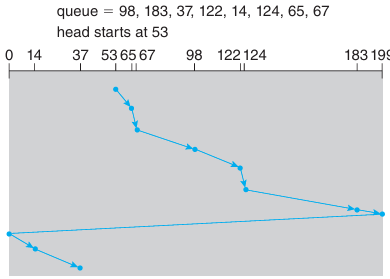 queue = 98, 183, 37, 122, 14, 124, 65, 67
head starts at 53
0 14 37 53 65 67 98 122 124 183 199